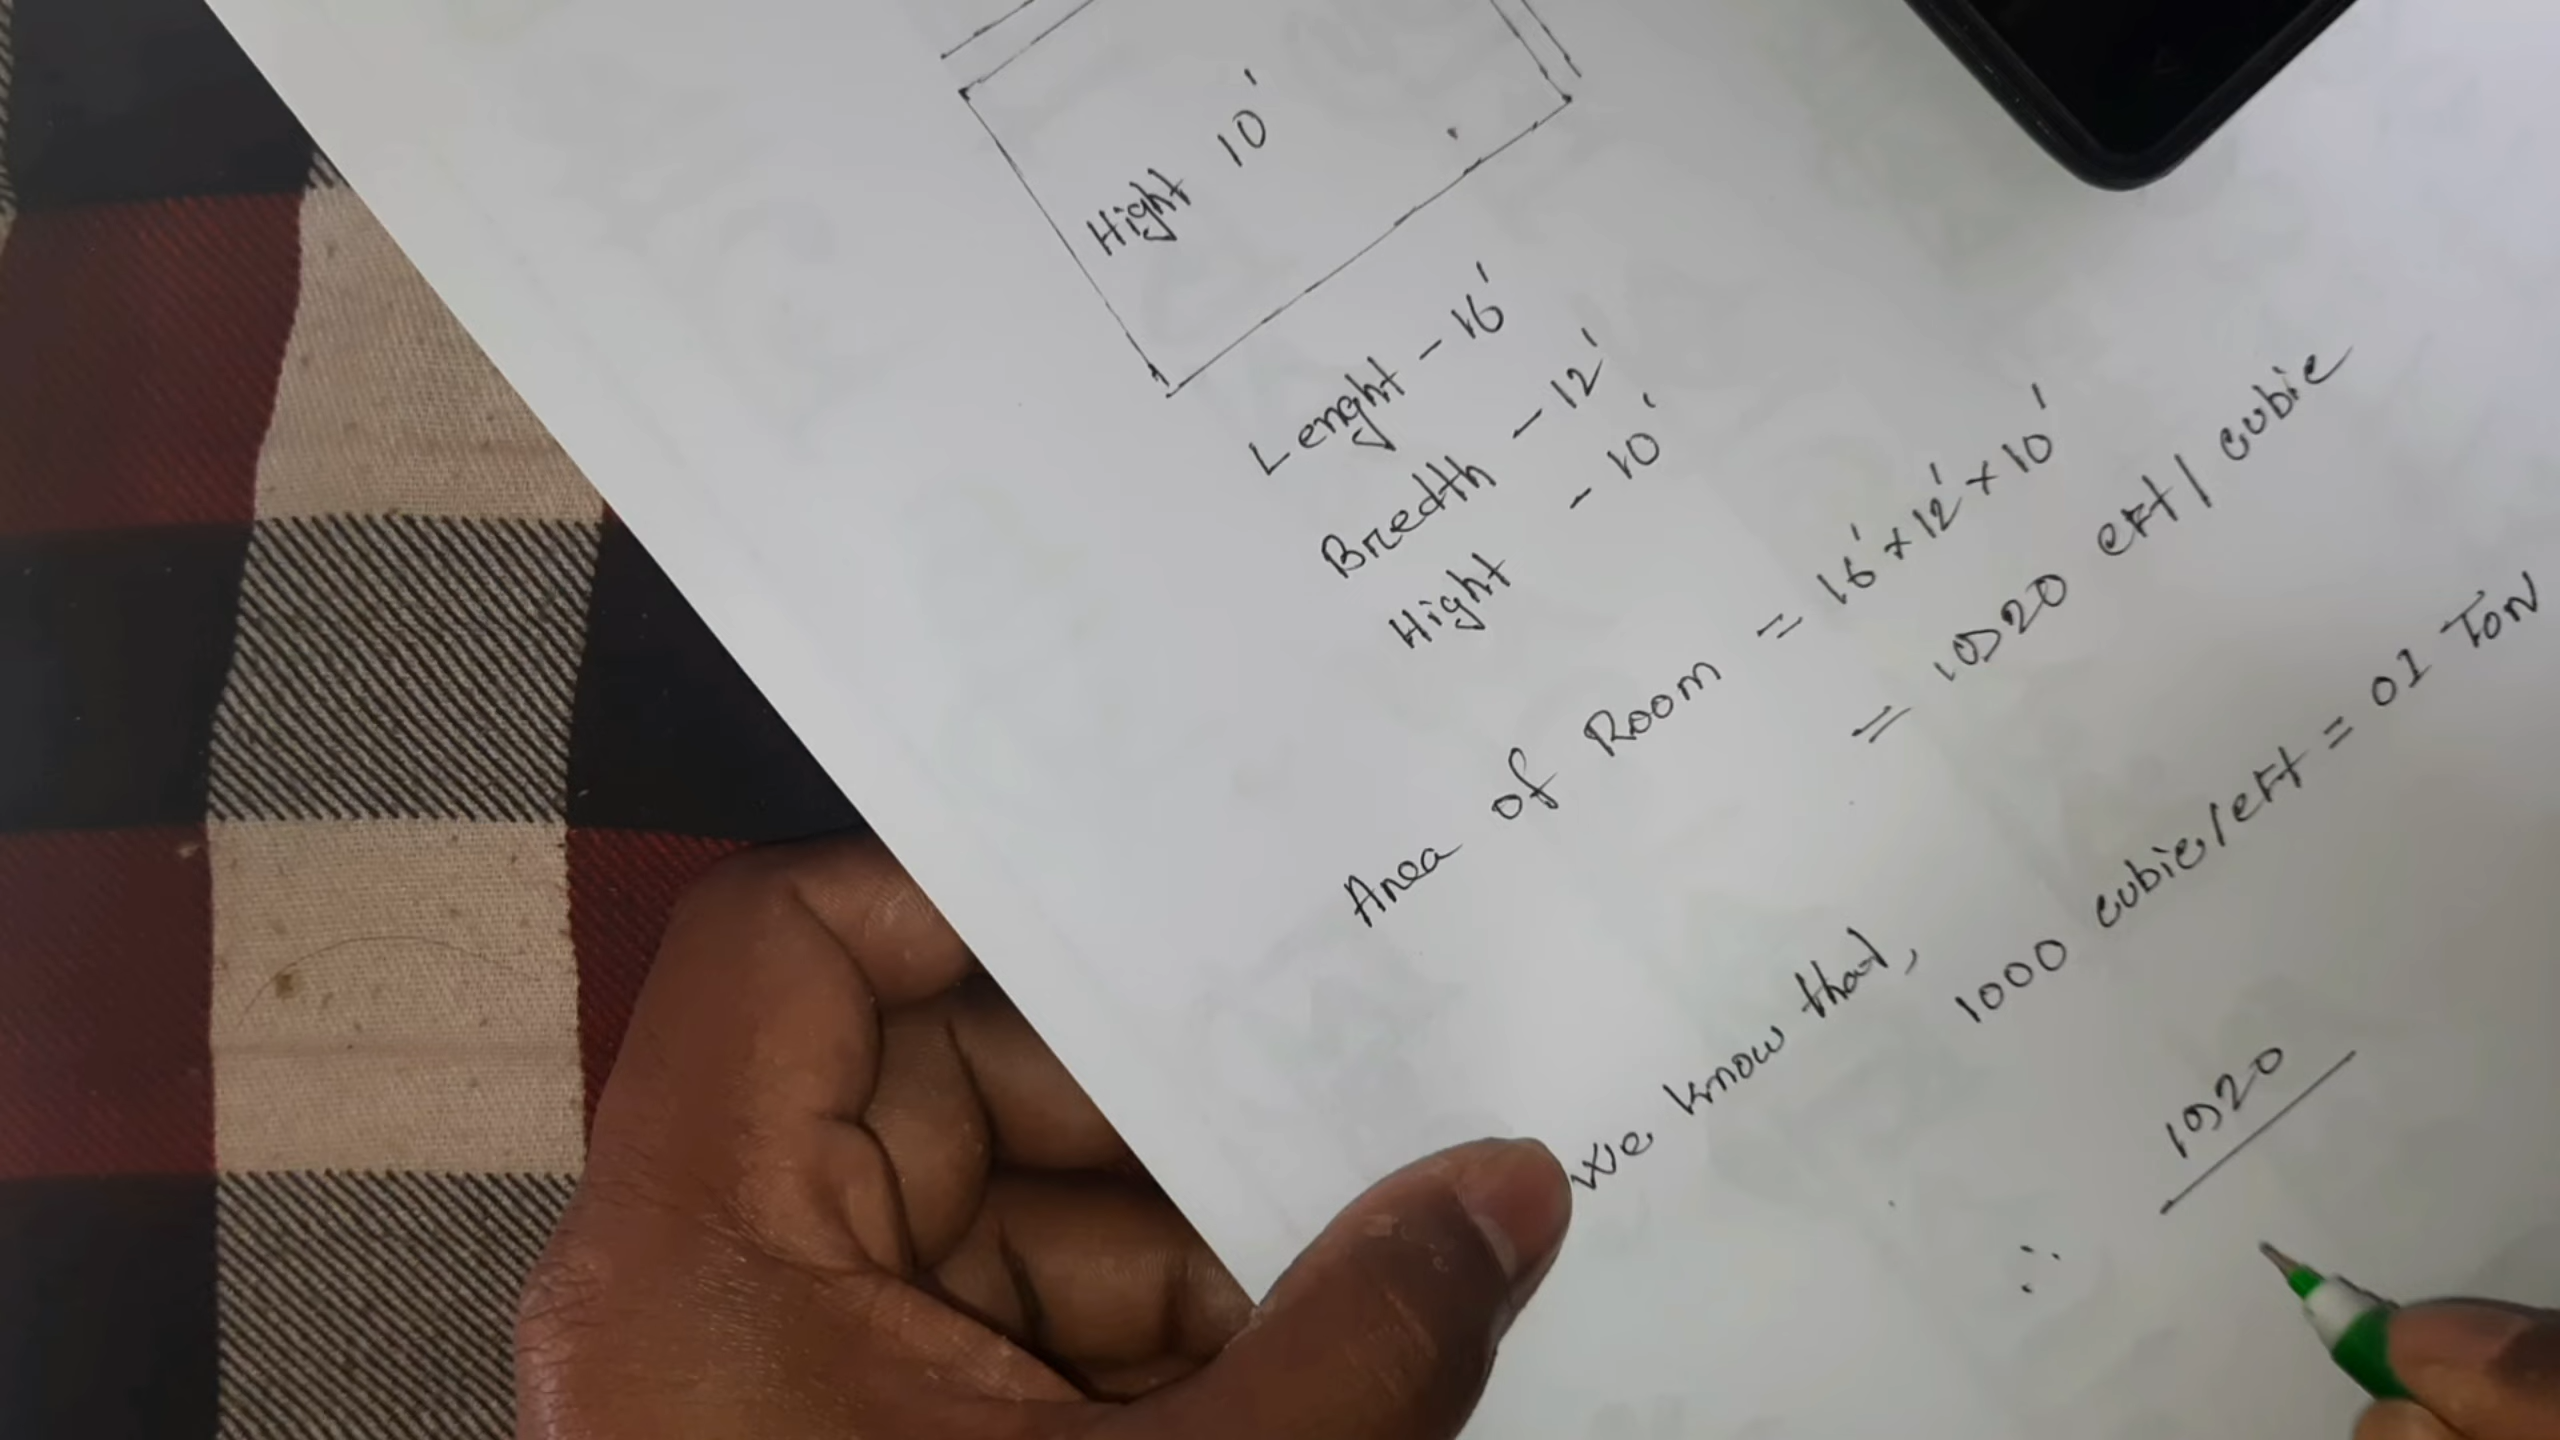 Hight 10'
Lenght - 16'
Bredth - 12'
Hight - 10'
Area of Room = 16' × 12' × 10'
= 1920 cft / cubic
We know that,
1000 cubic/cft = 01 Ton
∴ 1920